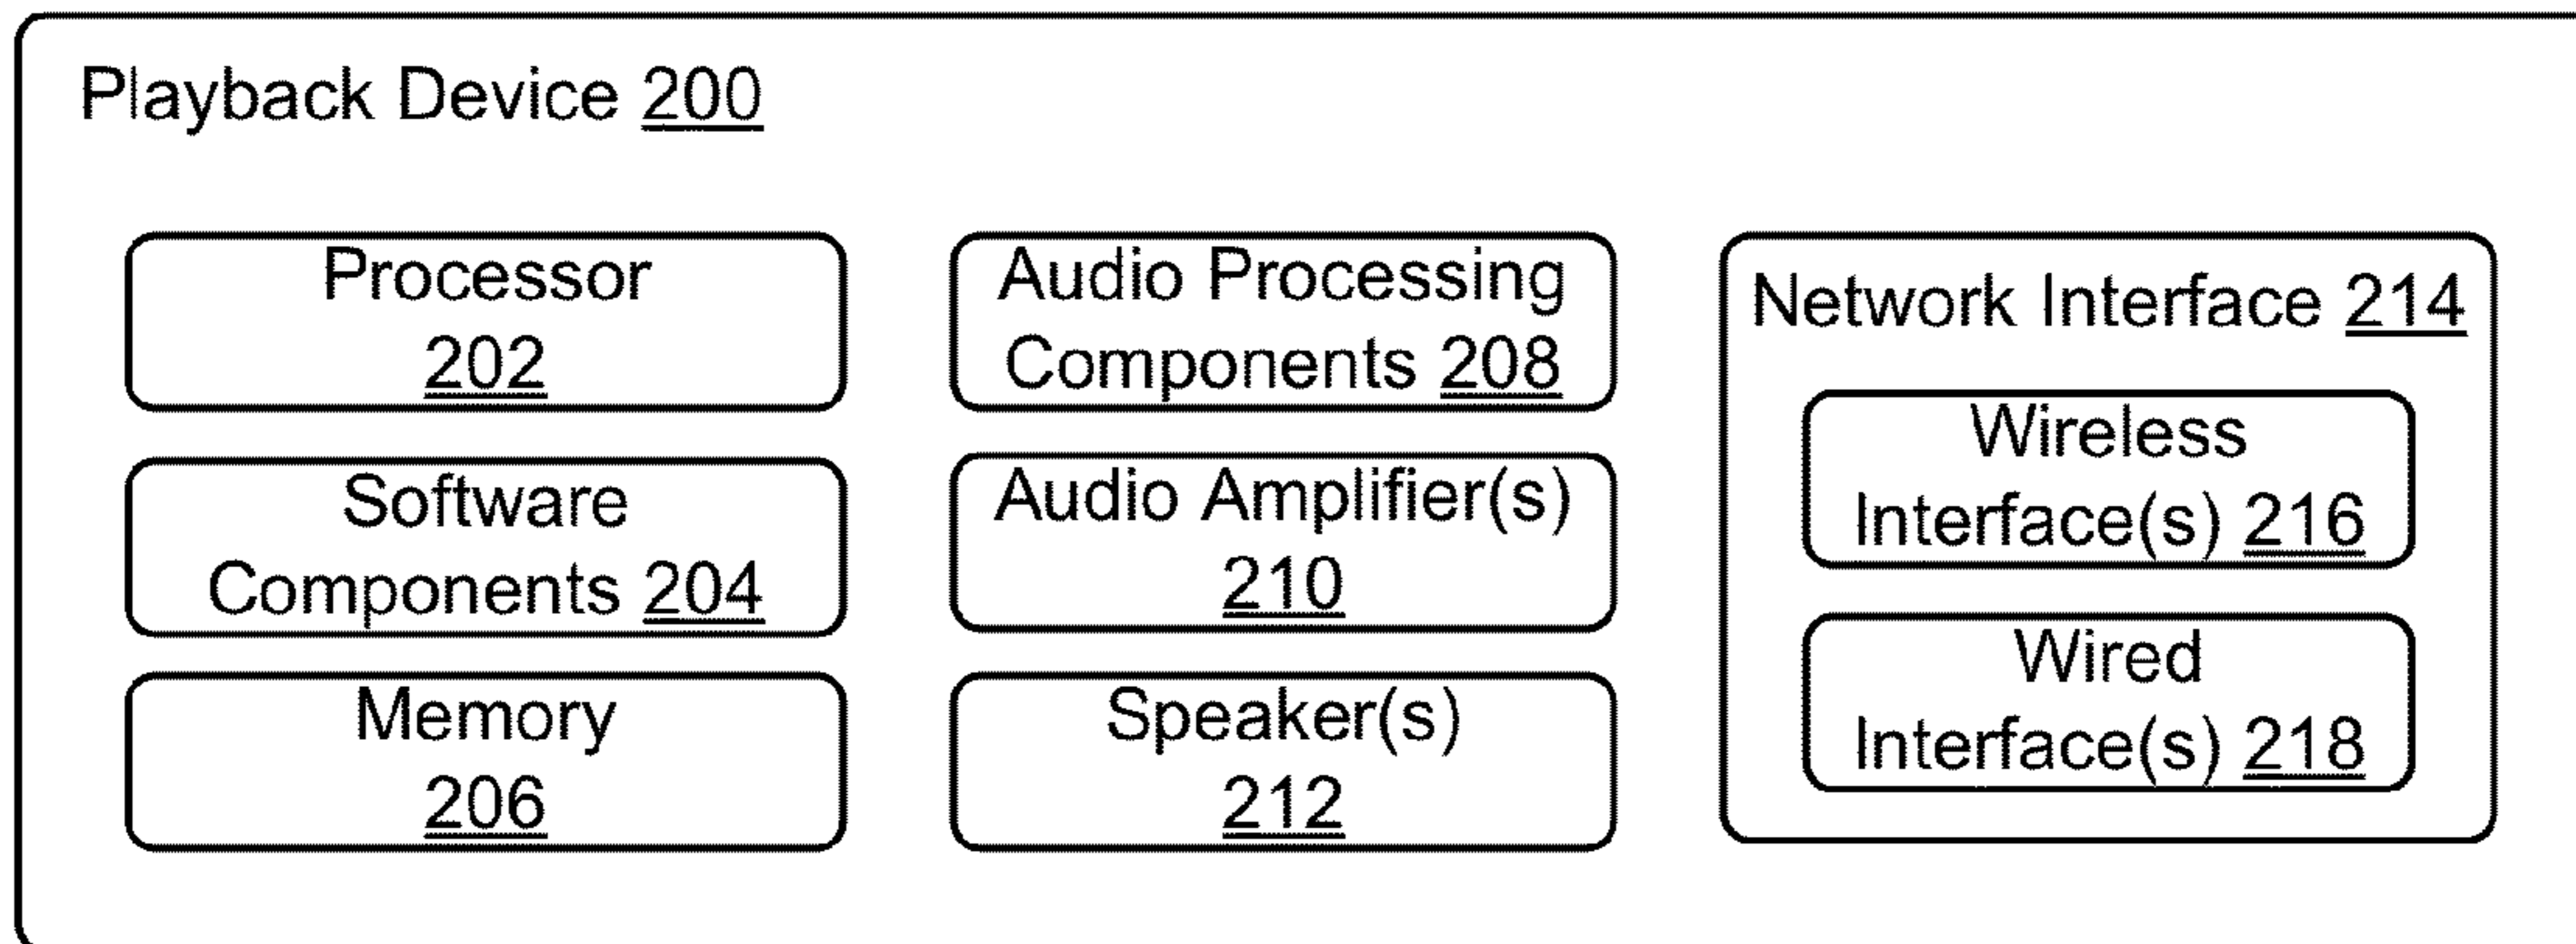 Playback Device 200
Processor
202
Software
Components 204
Memory
206
Audio Processing
Components 208
Audio Amplifier(s)
210
Speaker(s)
212
Network Interface 214
Wireless
Interface(s) 216
Wired
Interface(s) 218